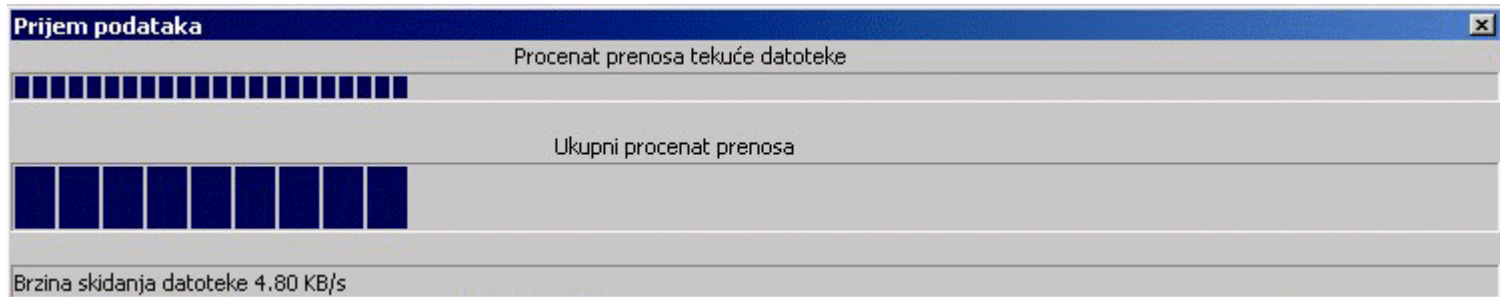 Prijem podataka
Procenat prenosa tekuće datoteke
Ukupni procenat prenosa
Brzina skidanja datoteke 4.80 KB/s